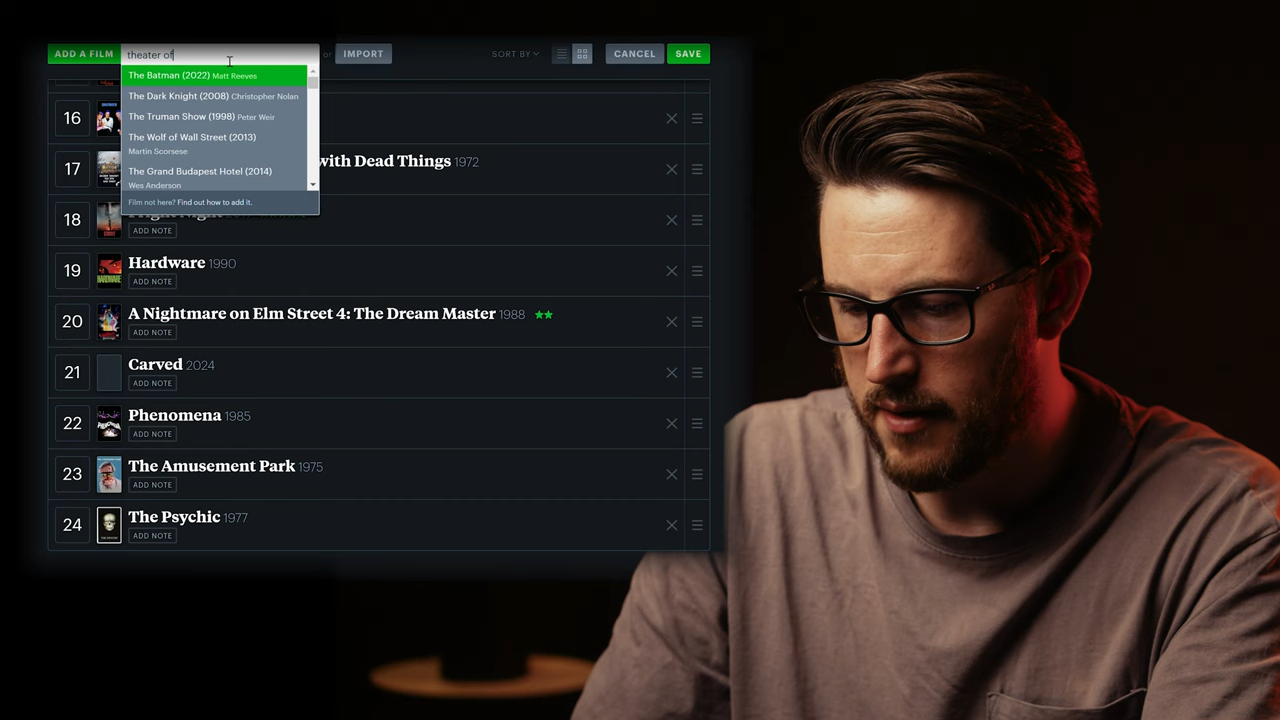 ADD A FILM theater of or IMPORT SORT BY CANCEL SAVE
The Batman (2022) Matt Reeves
The Dark Knight (2008) Christopher Nolan
The Truman Show (1998) Peter Weir
The Wolf of Wall Street (2013)
Martin Scorsese
The Grand Budapest Hotel (2014)
Wes Anderson
Film not here? Find out how to add it.
16
17 with Dead Things 1972
18
ADD NOTE
19 Hardware 1990
ADD NOTE
20 A Nightmare on Elm Street 4: The Dream Master 1988
ADD NOTE
21 Carved 2024
ADD NOTE
22 Phenomena 1985
ADD NOTE
23 The Amusement Park 1975
ADD NOTE
24 The Psychic 1977
ADD NOTE